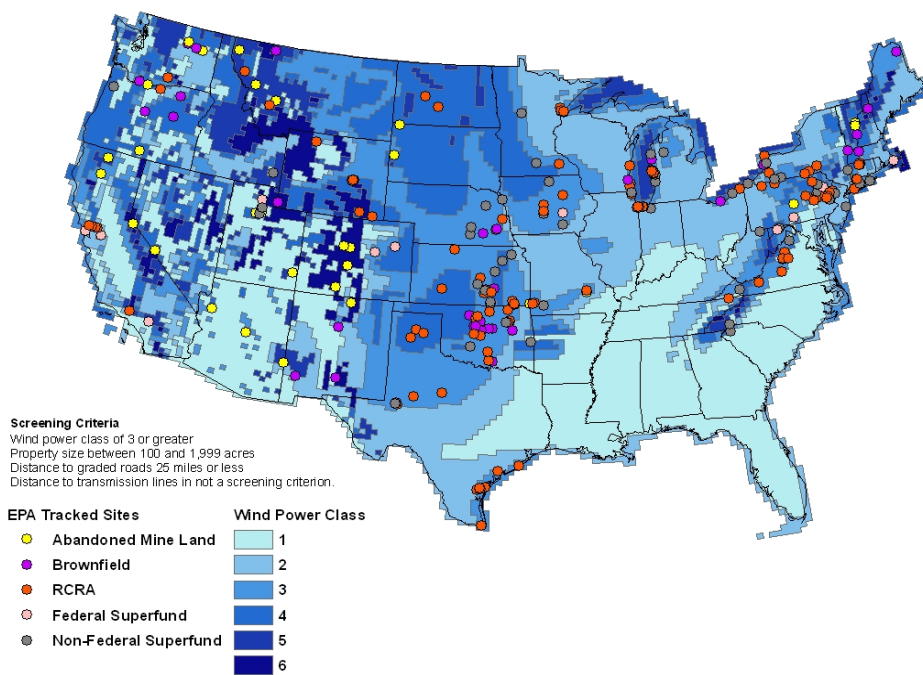 Screening Criteria
Wind power class of 3 or greater
Property size between 100 and 1,999 acres
Distance to graded roads 25 miles or less
Distance to transmission lines in not a screening criterion.
EPA Tracked Sites
Abandoned Mine Land
Brownfield
RCRA
Federal Superfund
Non-Federal Superfund
Wind Power Class
1
2
3
4
5
6